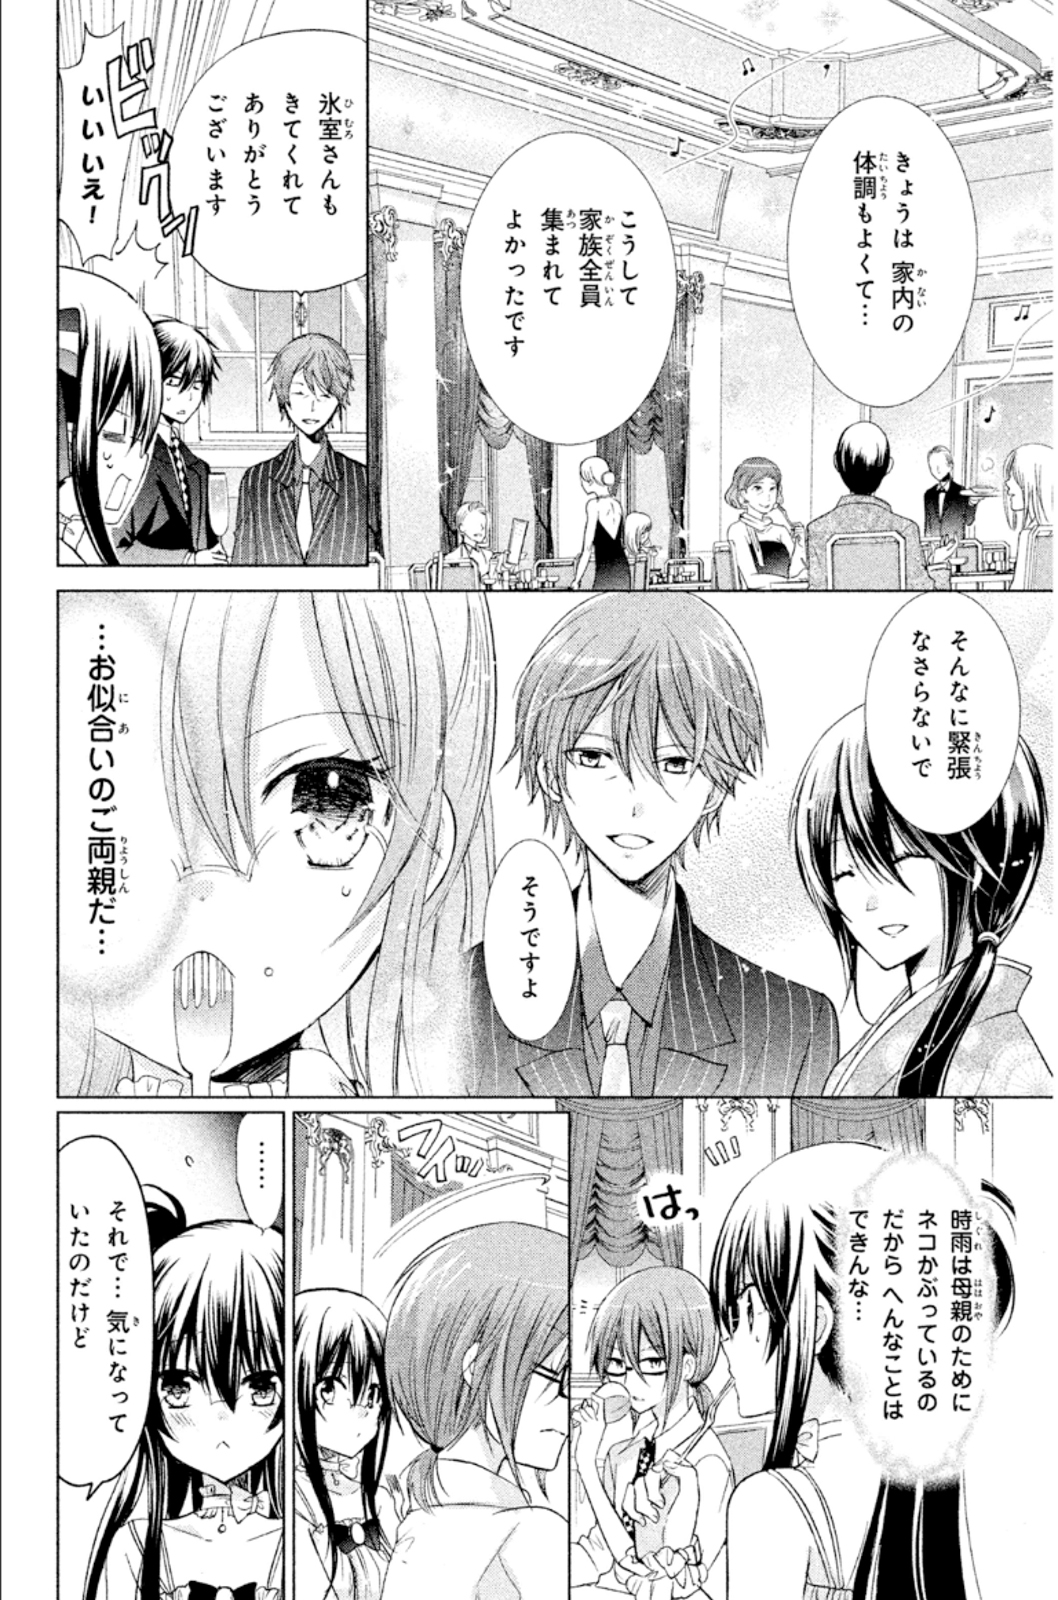 きょうは 家内の
体調もよくて…
こうして
家族全員
集まれて
よかったです
氷室さんも
きてくれて
ありがとう
ございます
ビックッ
いいいえ！
そんなに緊張
なさらないで
そうですよ
…お似合いのご両親だ…
時雨は母親のために
ネコかぶっているの
だから へんなことは
できんな…
はっ
フイッ
……
それで… 気になって
いたのだけど